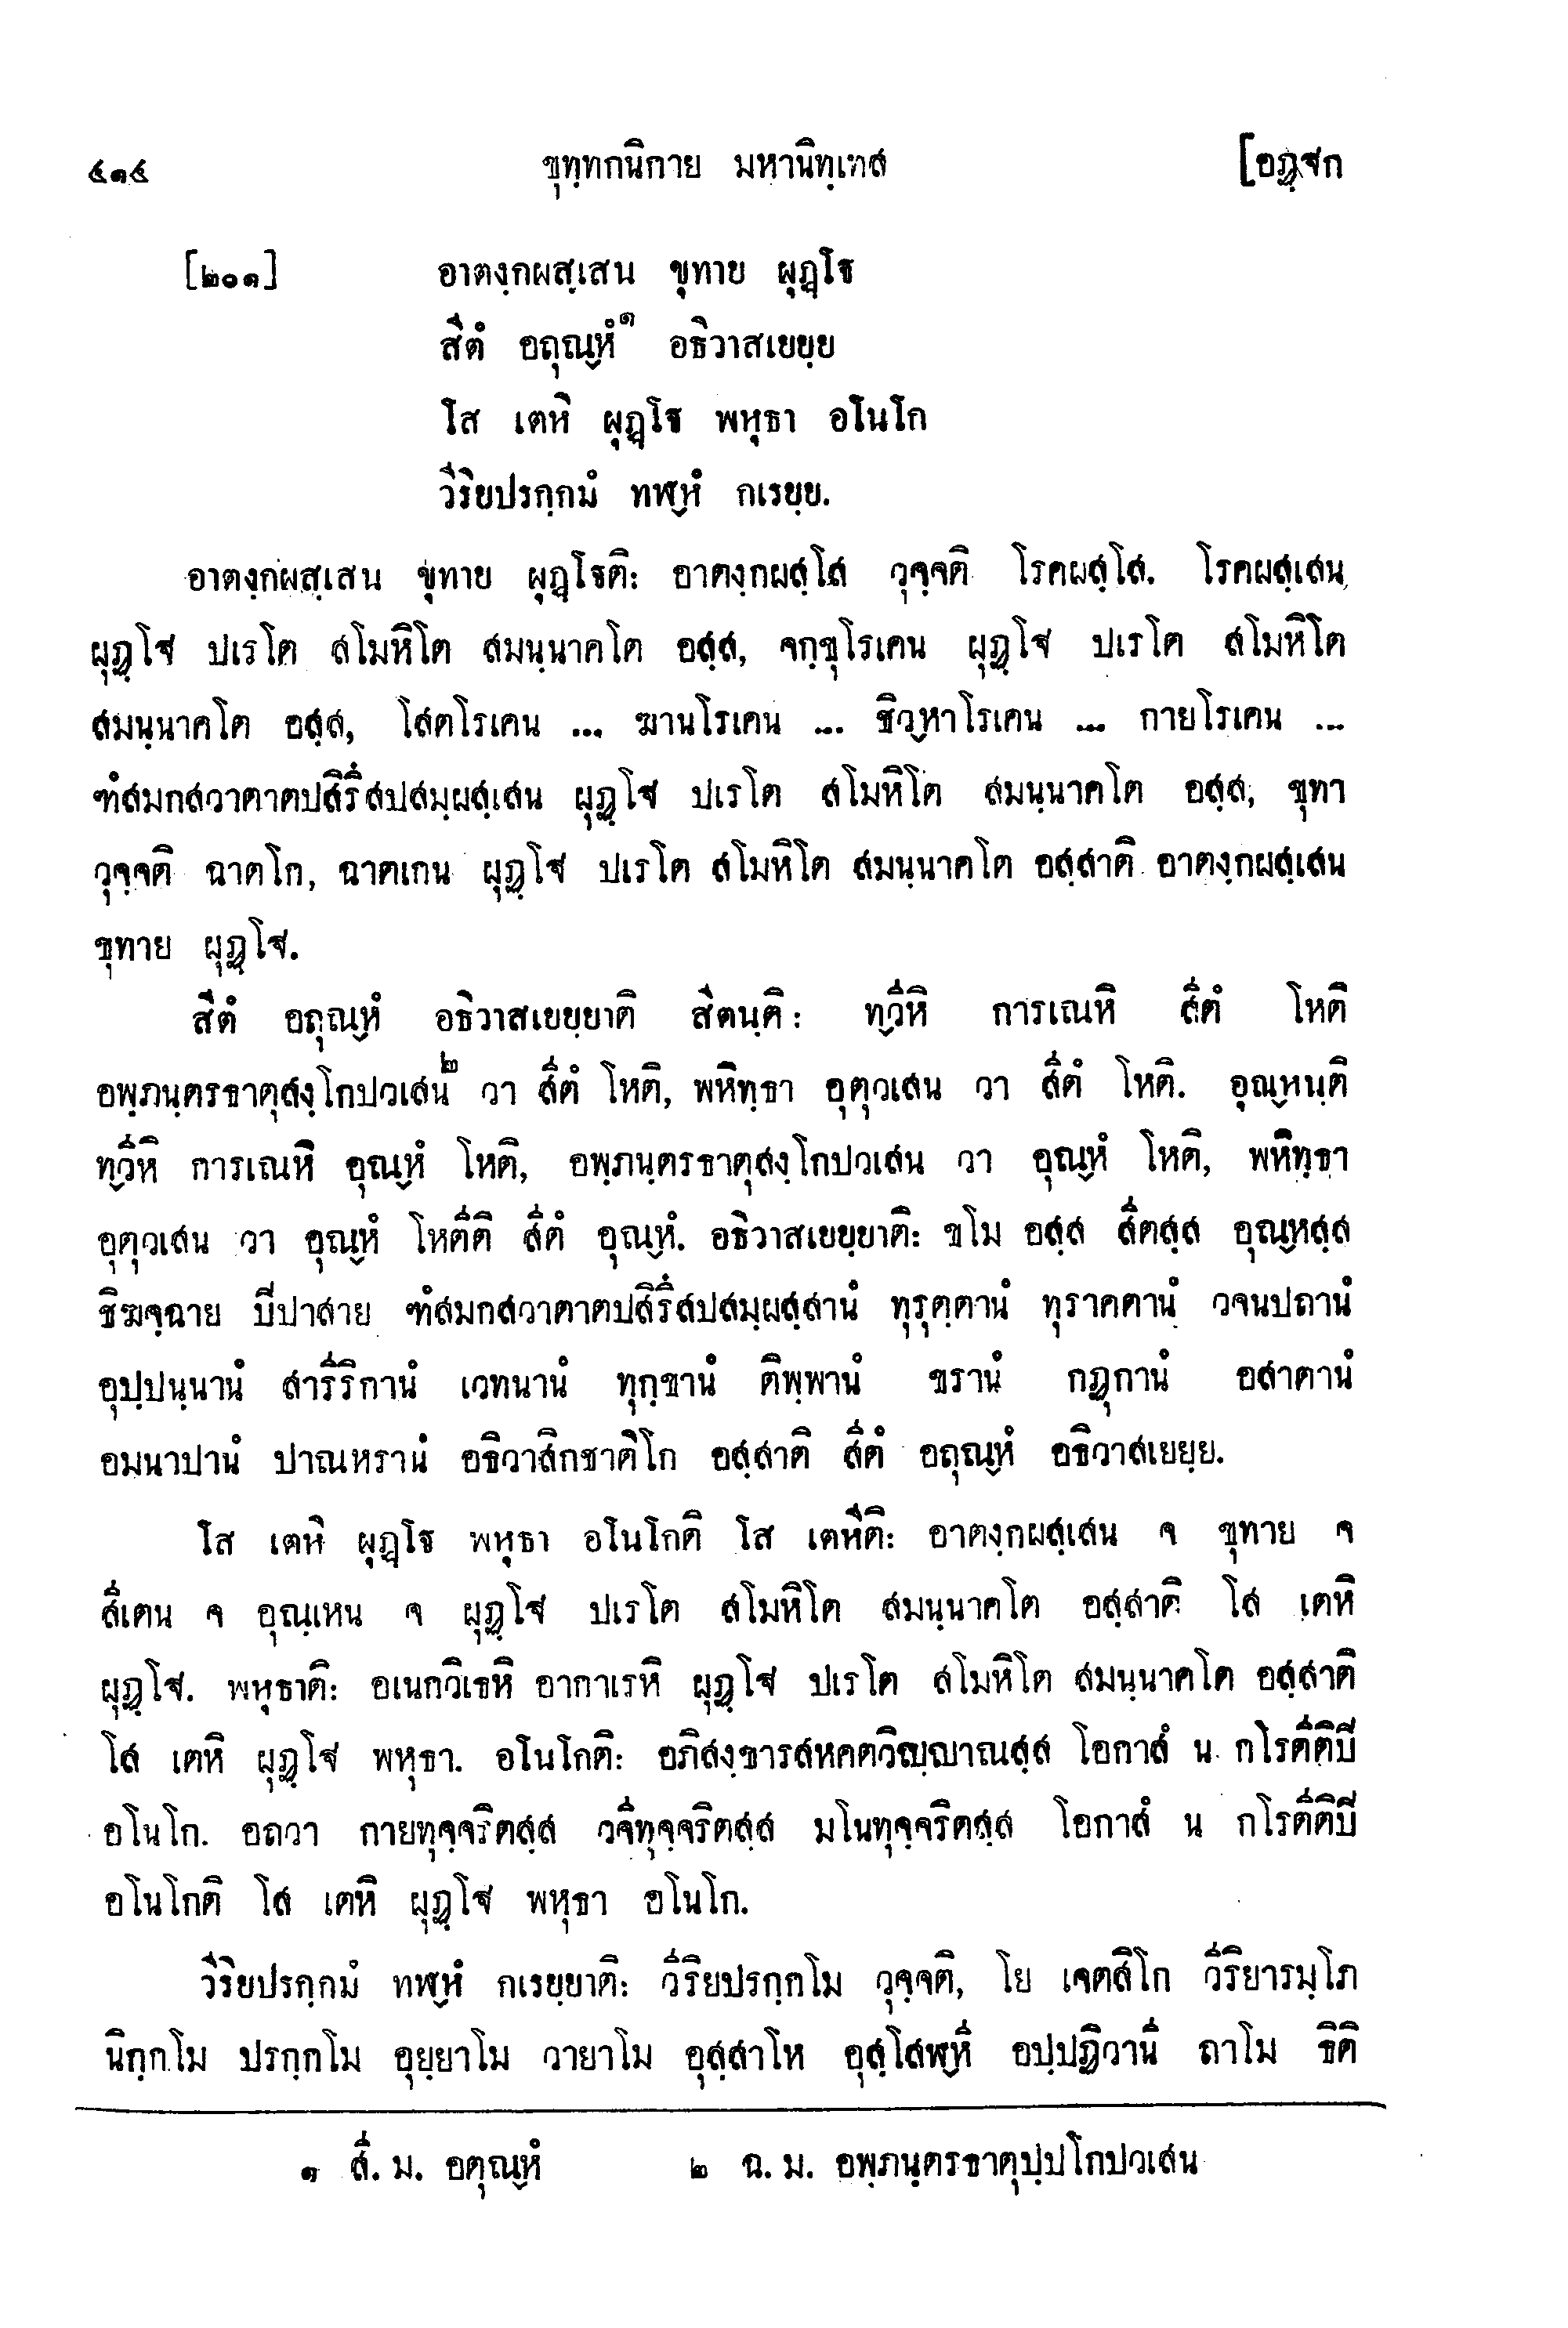 ๕๑๕ ขุทฺทกนิกาย มหานิทฺเทส [อฏฺฐก
[๒๐๑] อาตงฺกผสฺเสน ขุทาย ผุฏฺโฐ
สีตํ อถุณฺหํ๑ อธิวาสเยยฺย
โส เตหิ ผุฏฺโฐ พหุธา อโนโก
วีริยปรกฺกมํ ทฬฺหํ กเรยฺย.
อาตงฺกผสฺเสน ขุทาย ผุฏฺโฐติ: อาตงฺกผสฺโส วุจฺจติ โรคผสฺโส. โรคผสฺเสน
ผุฏฺโฐ ปเรโต สโมหิโต สมนฺนาคโต อสฺส, จกฺขุโรเคน ผุฏฺโฐ ปเรโต สโมหิโต
สมนฺนาคโต อสฺส, โสตโรเคน ... ฆานโรเคน ... ชิวฺหาโรเคน ... กายโรเคน ...
ฑํสมกสวาตาตปสิรึสปสมฺผสฺเสน ผุฏฺโฐ ปเรโต สโมหิโต สมนฺนาคโต อสฺส, ขุทา
วุจฺจติ ฉาตโก, ฉาตเกน ผุฏฺโฐ ปเรโต สโมหิโต สมนฺนาคโต อสฺสาติ อาตงฺกผสฺเสน
ขุทาย ผุฏฺโฐ.
สีตํ อถุณฺหํ อธิวาสเยยฺยาติ สีตนฺติ: ทฺวีหิ การเณหิ สีตํ โหติ
อพฺภนฺตรธาตุสงฺโกปวเสน๒ วา สีตํ โหติ, พหิทฺธา อุตุวเสน วา สีตํ โหติ. อุณฺหนฺติ
ทฺวีหิ การเณหิ อุณฺหํ โหติ, อพฺภนฺตรธาตุสงฺโกปวเสน วา อุณฺหํ โหติ, พหิทฺธา
อุตุวเสน วา อุณฺหํ โหตีติ สีตํ อุณฺหํ. อธิวาสเยยฺยาติ: ขโม อสฺส สีตสฺส อุณฺหสฺส
ชิฆจฺฉาย ปิปาสาย ฑํสมกสวาตาตปสิรึสปสมฺผสฺสานํ ทุรุตฺตานํ ทุราคตานํ วจนปถานํ
อุปฺปนฺนานํ สารีริกานํ เวทนานํ ทุกฺขานํ ติพฺพานํ ขรานํ กฏุกานํ อสาตานํ
อมนาปานํ ปาณหรานํ อธิวาสิกชาติโก อสฺสาติ สีตํ อถุณฺหํ อธิวาสเยยฺย.
โส เตหิ ผุฏฺโฐ พหุธา อโนโกติ โส เตหีติ: อาตงฺกผสฺเสน จ ขุทาย จ
สีเตน จ อุณฺเหน จ ผุฏฺโฐ ปเรโต สโมหิโต สมนฺนาคโต อสฺสาติ โส เตหิ
ผุฏฺโฐ. พหุธาติ: อเนกวิเธหิ อากาเรหิ ผุฏฺโฐ ปเรโต สโมหิโต สมนฺนาคโต อสฺสาติ
โส เตหิ ผุฏฺโฐ พหุธา. อโนโกติ: อภิสงฺขารสหคตวิญฺญาณสฺส โอกาสํ น กโรตีติปิ
อโนโก. อถวา กายทุจฺจริตสฺส วจีทุจฺจริตสฺส มโนทุจฺจริตสฺส โอกาสํ น กโรตีติปิ
อโนโกติ โส เตหิ ผุฏฺโฐ พหุธา อโนโก.
วีริยปรกฺกมํ ทฬฺหํ กเรยฺยาติ: วีริยปรกฺกโม วุจฺจติ, โย เจตสิโก วีริยารมฺโภ
นิกฺกโม ปรกฺกโม อุยฺยาโม วายาโม อุสฺสาโห อุสฺโสฬฺหี อปฺปฏิวานี ถาโม ธิติ
๑ สี. ม. อตุณฺหํ ๒ ฉ. ม. อพฺภนฺตรธาตุปฺปโกปวเสน